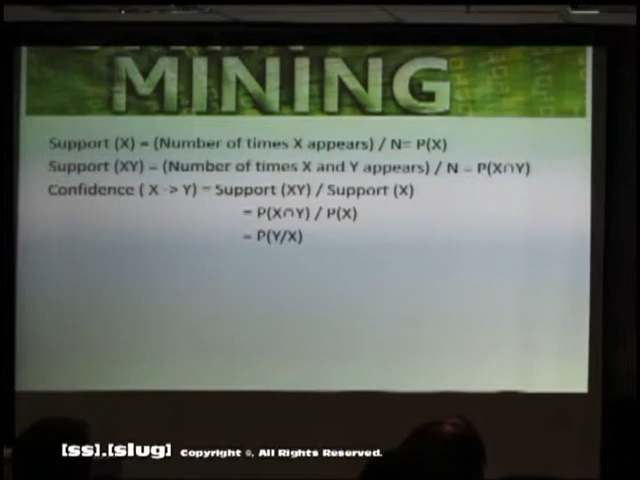 MINING
Support (X) = (Number of times X appears) / N= P(X)
Support (XY) = (Number of times X and Y appears) / N = P(X∩Y)
Confidence ( X -> Y) = Support (XY) / Support (X)
= P(X∩Y) / P(X)
= P(Y/X)
[ss].[slug] Copyright ©, All Rights Reserved.